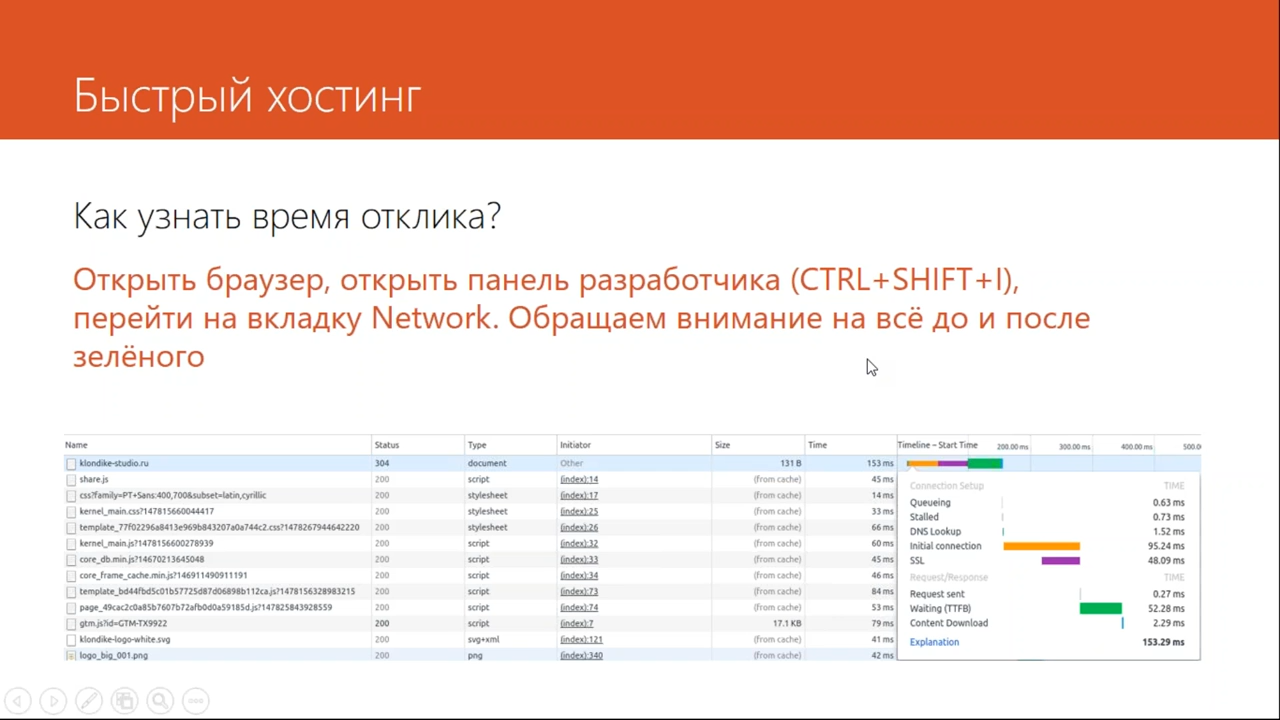 Быстрый хостинг
Как узнать время отклика?
Открыть браузер, открыть панель разработчика (CTRL+SHIFT+I),
перейти на вкладку Network. Обращаем внимание на всё до и после
зелёного
Name Status Type Initiator Size Time Timeline – Start Time 200.00 ms 300.00 ms 400.00 ms 500.0
klondike-studio.ru 304 document Other 131 B 153 ms
share.js 200 script (index):14 (from cache) 45 ms
css?family=PT+Sans:400,700&subset=latin,cyrillic 200 stylesheet (index):17 (from cache) 14 ms
kernel_main.css?147815660044417 200 stylesheet (index):25 (from cache) 33 ms
template_77f02296a8413e969b843207a0a744c2.css?1478267944642220 200 stylesheet (index):26 (from cache) 66 ms
kernel_main.js?1478156600278939 200 script (index):32 (from cache) 60 ms
core_db.min.js?14670213645048 200 script (index):33 (from cache) 45 ms
core_frame_cache.min.js?146911490911191 200 script (index):34 (from cache) 46 ms
template_bd44fbd5c01b57725d87d06898b112ca.js?1478156328983215 200 script (index):73 (from cache) 84 ms
page_49cac2c0a85b7607b72afb0d0a59185d.js?147825843928559 200 script (index):74 (from cache) 53 ms
gtm.js?id=GTM-TX9922 200 script (index):7 17.1 KB 79 ms
klondike-logo-white.svg 200 svg+xml (index):121 (from cache) 41 ms
logo_big_001.png 200 png (index):340 (from cache) 42 ms
Connection Setup TIME
Queueing 0.63 ms
Stalled 0.73 ms
DNS Lookup 1.52 ms
Initial connection 95.24 ms
SSL 48.09 ms
Request/Response TIME
Request sent 0.27 ms
Waiting (TTFB) 52.28 ms
Content Download 2.29 ms
Explanation 153.29 ms